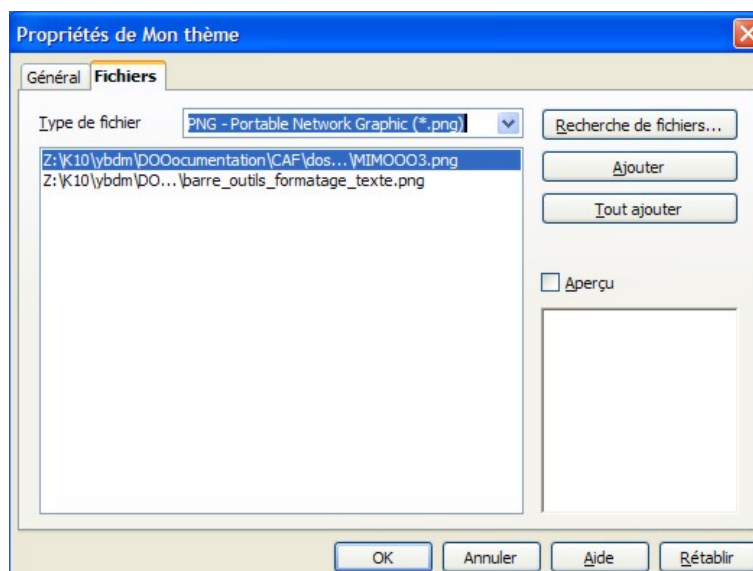 Propriétés de Mon thème
Général Fichiers
Type de fichier PNG - Portable Network Graphic (*.png) Recherche de fichiers...
Z:\K10\ybdm\DOOocumentation\CAF\dos...\MIMOOO3.png
Ajouter
Z:\K10\ybdm\DO...\barre_outils_formatage_texte.png
Tout ajouter
Aperçu
OK Annuler Aide Rétablir